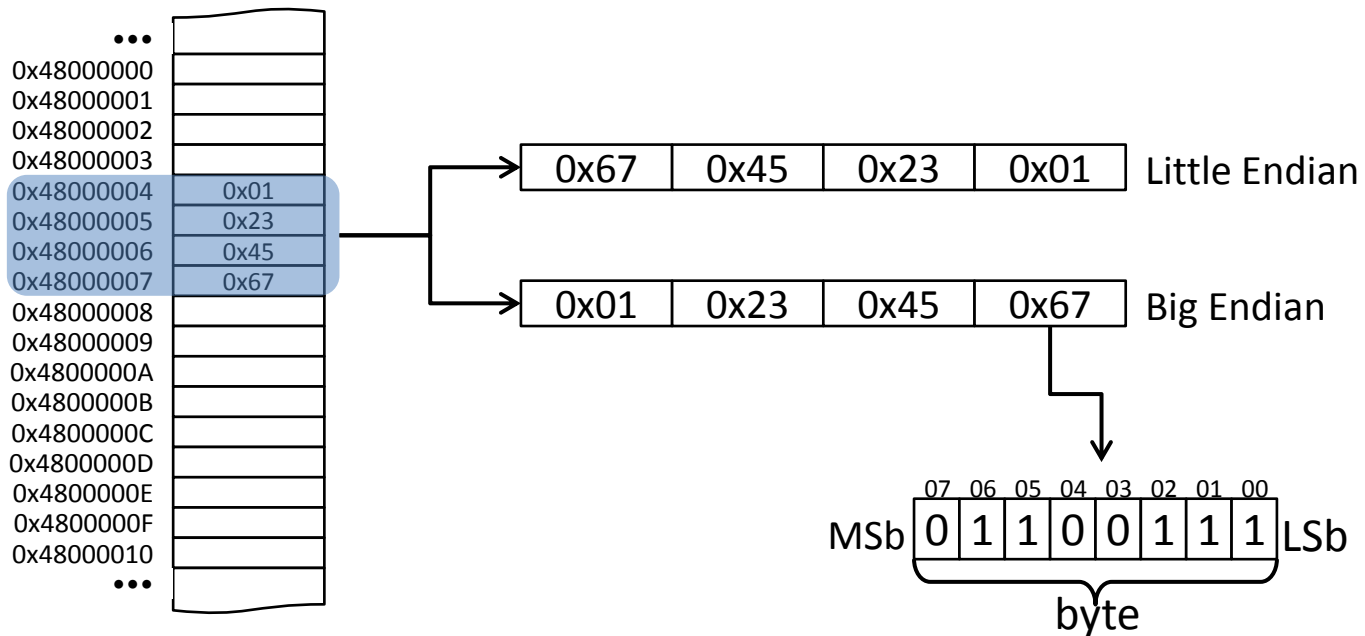 •••
0x48000000
0x48000001
0x48000002
0x48000003
0x48000004 0x01
0x48000005 0x23
0x48000006 0x45
0x48000007 0x67
0x48000008
0x48000009
0x4800000A
0x4800000B
0x4800000C
0x4800000D
0x4800000E
0x4800000F
0x48000010
•••
0x67 0x45 0x23 0x01 Little Endian
0x01 0x23 0x45 0x67 Big Endian
07 06 05 04 03 02 01 00
MSb 0 1 1 0 0 1 1 1 LSb
byte